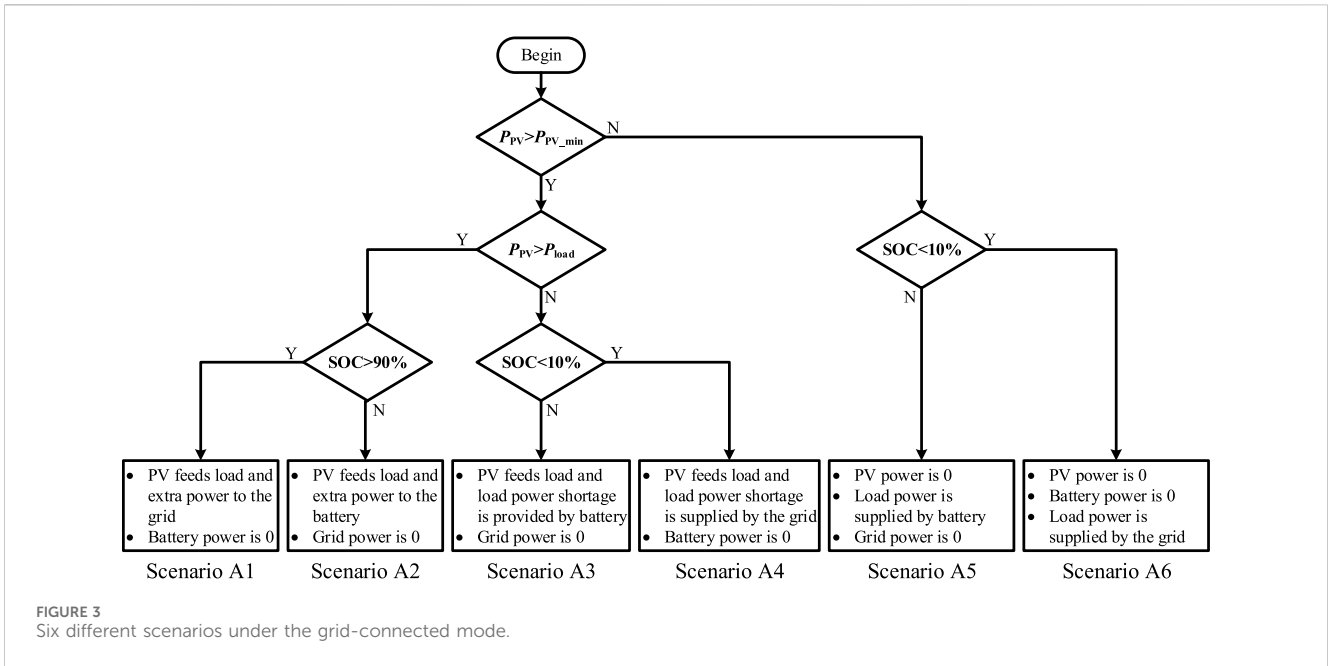 Begin
P_PV>P_PV_min
N
Y
Y
P_PV>P_load
N
SOC<10%
Y
N
Y
SOC>90%
N
SOC<10%
Y
N
• PV feeds load and
extra power to the
grid
• Battery power is 0
Scenario A1
• PV feeds load and
extra power to the
battery
• Grid power is 0
Scenario A2
• PV feeds load and
load power shortage
is provided by battery
• Grid power is 0
Scenario A3
• PV feeds load and
load power shortage
is supplied by the grid
• Battery power is 0
Scenario A4
• PV power is 0
• Load power is
supplied by battery
• Grid power is 0
Scenario A5
• PV power is 0
• Battery power is 0
• Load power is
supplied by the grid
Scenario A6
FIGURE 3
Six different scenarios under the grid-connected mode.